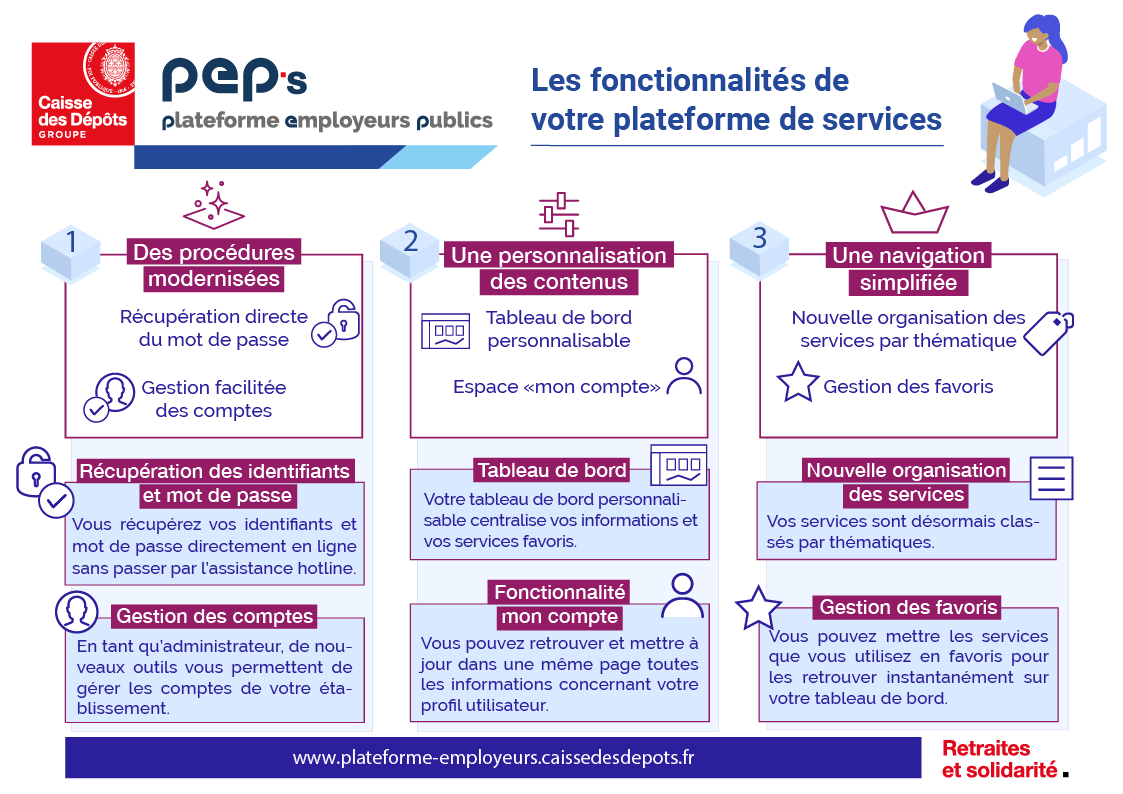 Caisse
des Dépôts
GROUPE
pep's
plateforme employeurs publics
Les fonctionnalités de
votre plateforme de services
1
Des procédures
modernisées
Récupération directe
du mot de passe
Gestion facilitée
des comptes
Récupération des identifiants
et mot de passe
Vous récupérez vos identifiants et
mot de passe directement en ligne
sans passer par l'assistance hotline.
Gestion des comptes
En tant qu'administrateur, de nou-
veaux outils vous permettent de
gérer les comptes de votre éta-
blissement.
2
Une personnalisation
des contenus
Tableau de bord
personnalisable
Espace «mon compte»
Tableau de bord
Votre tableau de bord personnali-
sable centralise vos informations et
vos services favoris.
Fonctionnalité
mon compte
Vous pouvez retrouver et mettre à
jour dans une même page toutes
les informations concernant votre
profil utilisateur.
3
Une navigation
simplifiée
Nouvelle organisation des
services par thématique
Gestion des favoris
Nouvelle organisation
des services
Vos services sont désormais clas-
sés par thématiques.
Gestion des favoris
Vous pouvez mettre les services
que vous utilisez en favoris pour
les retrouver instantanément sur
votre tableau de bord.
www.plateforme-employeurs.caissedesdepots.fr
Retraites
et solidarité.